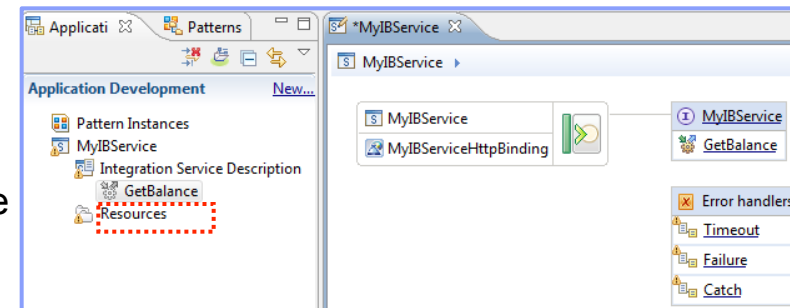 Applicati
Patterns
Application Development New...
Pattern Instances
MyIBService
Integration Service Description
GetBalance
Resources
e
*MyIBService
MyIBService
MyIBService
MyIBServiceHttpBinding
MyIBService
GetBalance
Error handlers
Timeout
Failure
Catch